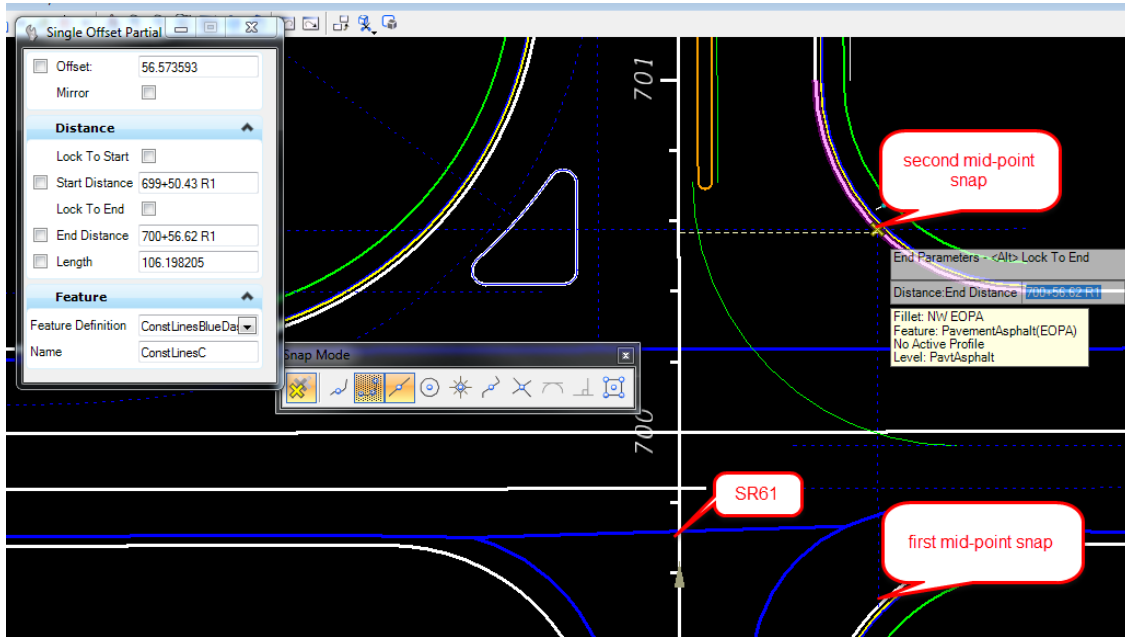 Single Offset Partial
Offset: 56.573593
Mirror
Distance
Lock To Start
Start Distance 699+50.43 R1
Lock To End
End Distance 700+56.62 R1
Length 106.198205
Feature
Feature Definition ConstLinesBlueDas
Name ConstLinesC
Snap Mode
701
second mid-point
snap
End Parameters - <Alt> Lock To End
Distance:End Distance 700+56.62 R1
Fillet: NW EOPA
Feature: PavementAsphalt(EOPA)
No Active Profile
Level: PavtAsphalt
700
SR61
first mid-point snap